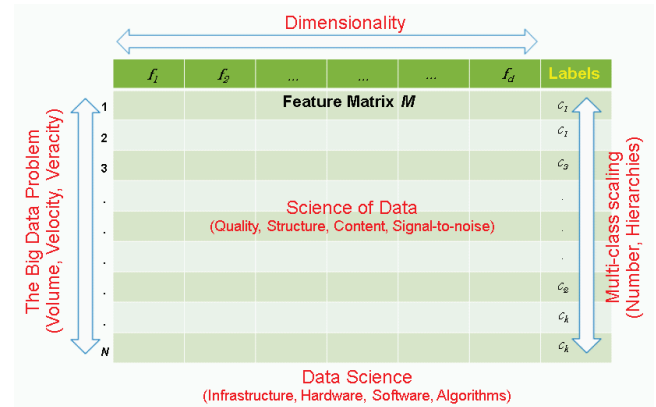 Dimensionality
f1 f2 ... ... ... fd Labels
1 Feature Matrix M c1
2 c1
3 c3
. .
. .
. .
. c2
. ck
N ck
Science of Data
(Quality, Structure, Content, Signal-to-noise)
The Big Data Problem
(Volume, Velocity, Veracity)
Multi-class scaling
(Number, Hierarchies)
Data Science
(Infrastructure, Hardware, Software, Algorithms)